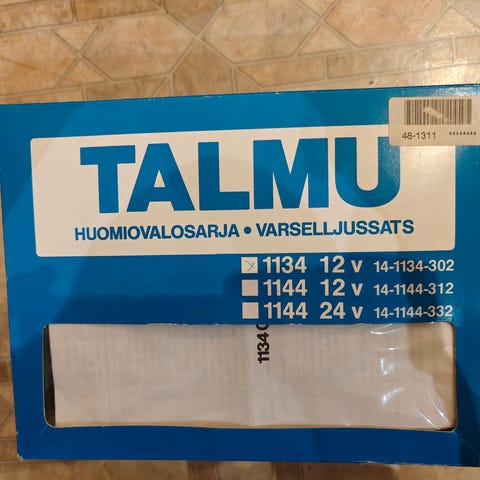 48-1311 ********
TALMU
HUOMIOVALOSARJA • VARSELLJUSSATS
1134 12 v 14-1134-302
1144 12 v 14-1144-312
1144 24 v 14-1144-332
1134